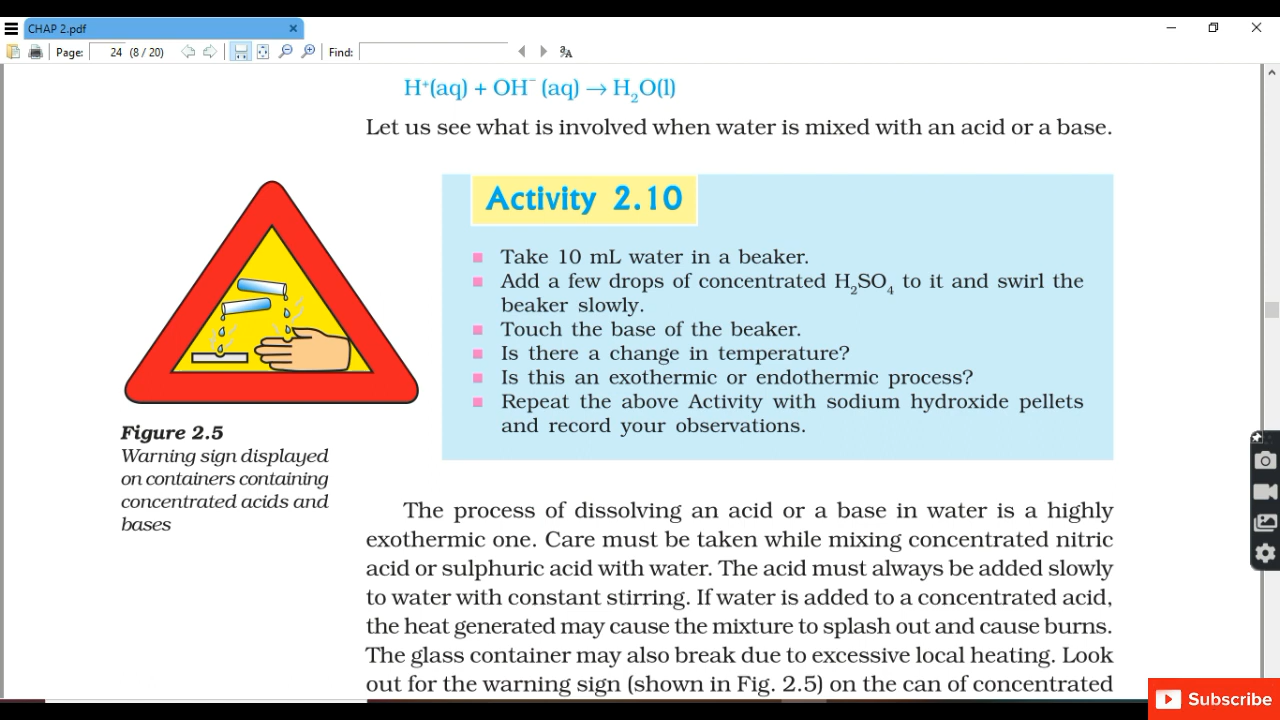 CHAP 2.pdf
Page: 24 (8 / 20) Find:
H⁺(aq) + OH⁻ (aq) → H₂O(l)
Let us see what is involved when water is mixed with an acid or a base.
Activity 2.10
Take 10 mL water in a beaker.
Add a few drops of concentrated H₂SO₄ to it and swirl the
beaker slowly.
Touch the base of the beaker.
Is there a change in temperature?
Is this an exothermic or endothermic process?
Repeat the above Activity with sodium hydroxide pellets
and record your observations.
Figure 2.5
Warning sign displayed
on containers containing
concentrated acids and
bases
The process of dissolving an acid or a base in water is a highly
exothermic one. Care must be taken while mixing concentrated nitric
acid or sulphuric acid with water. The acid must always be added slowly
to water with constant stirring. If water is added to a concentrated acid,
the heat generated may cause the mixture to splash out and cause burns.
The glass container may also break due to excessive local heating. Look
out for the warning sign (shown in Fig. 2.5) on the can of concentrated
Subscribe